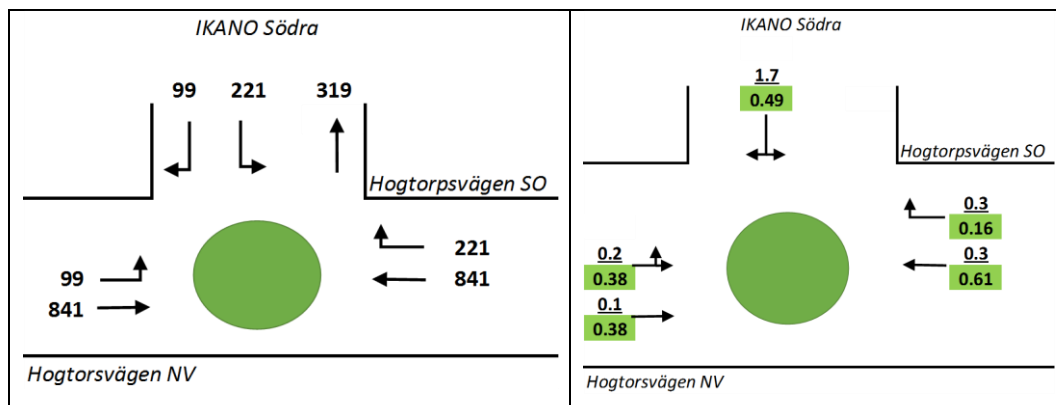 IKANO Södra
99 221 319
Hogtorpsvägen SO
221
99 841
841
Hogtorsvägen NV
IKANO Södra
1.7
0.49
Hogtorpsvägen SO
0.3
0.16
0.2 0.3
0.38 0.61
0.1
0.38
Hogtorsvägen NV